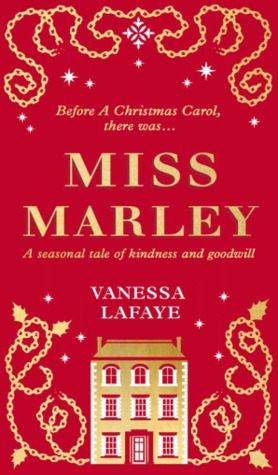 Before A Christmas Carol,
there was...
MISS
MARLEY
A seasonal tale of kindness and goodwill
VANESSA
LAFAYE